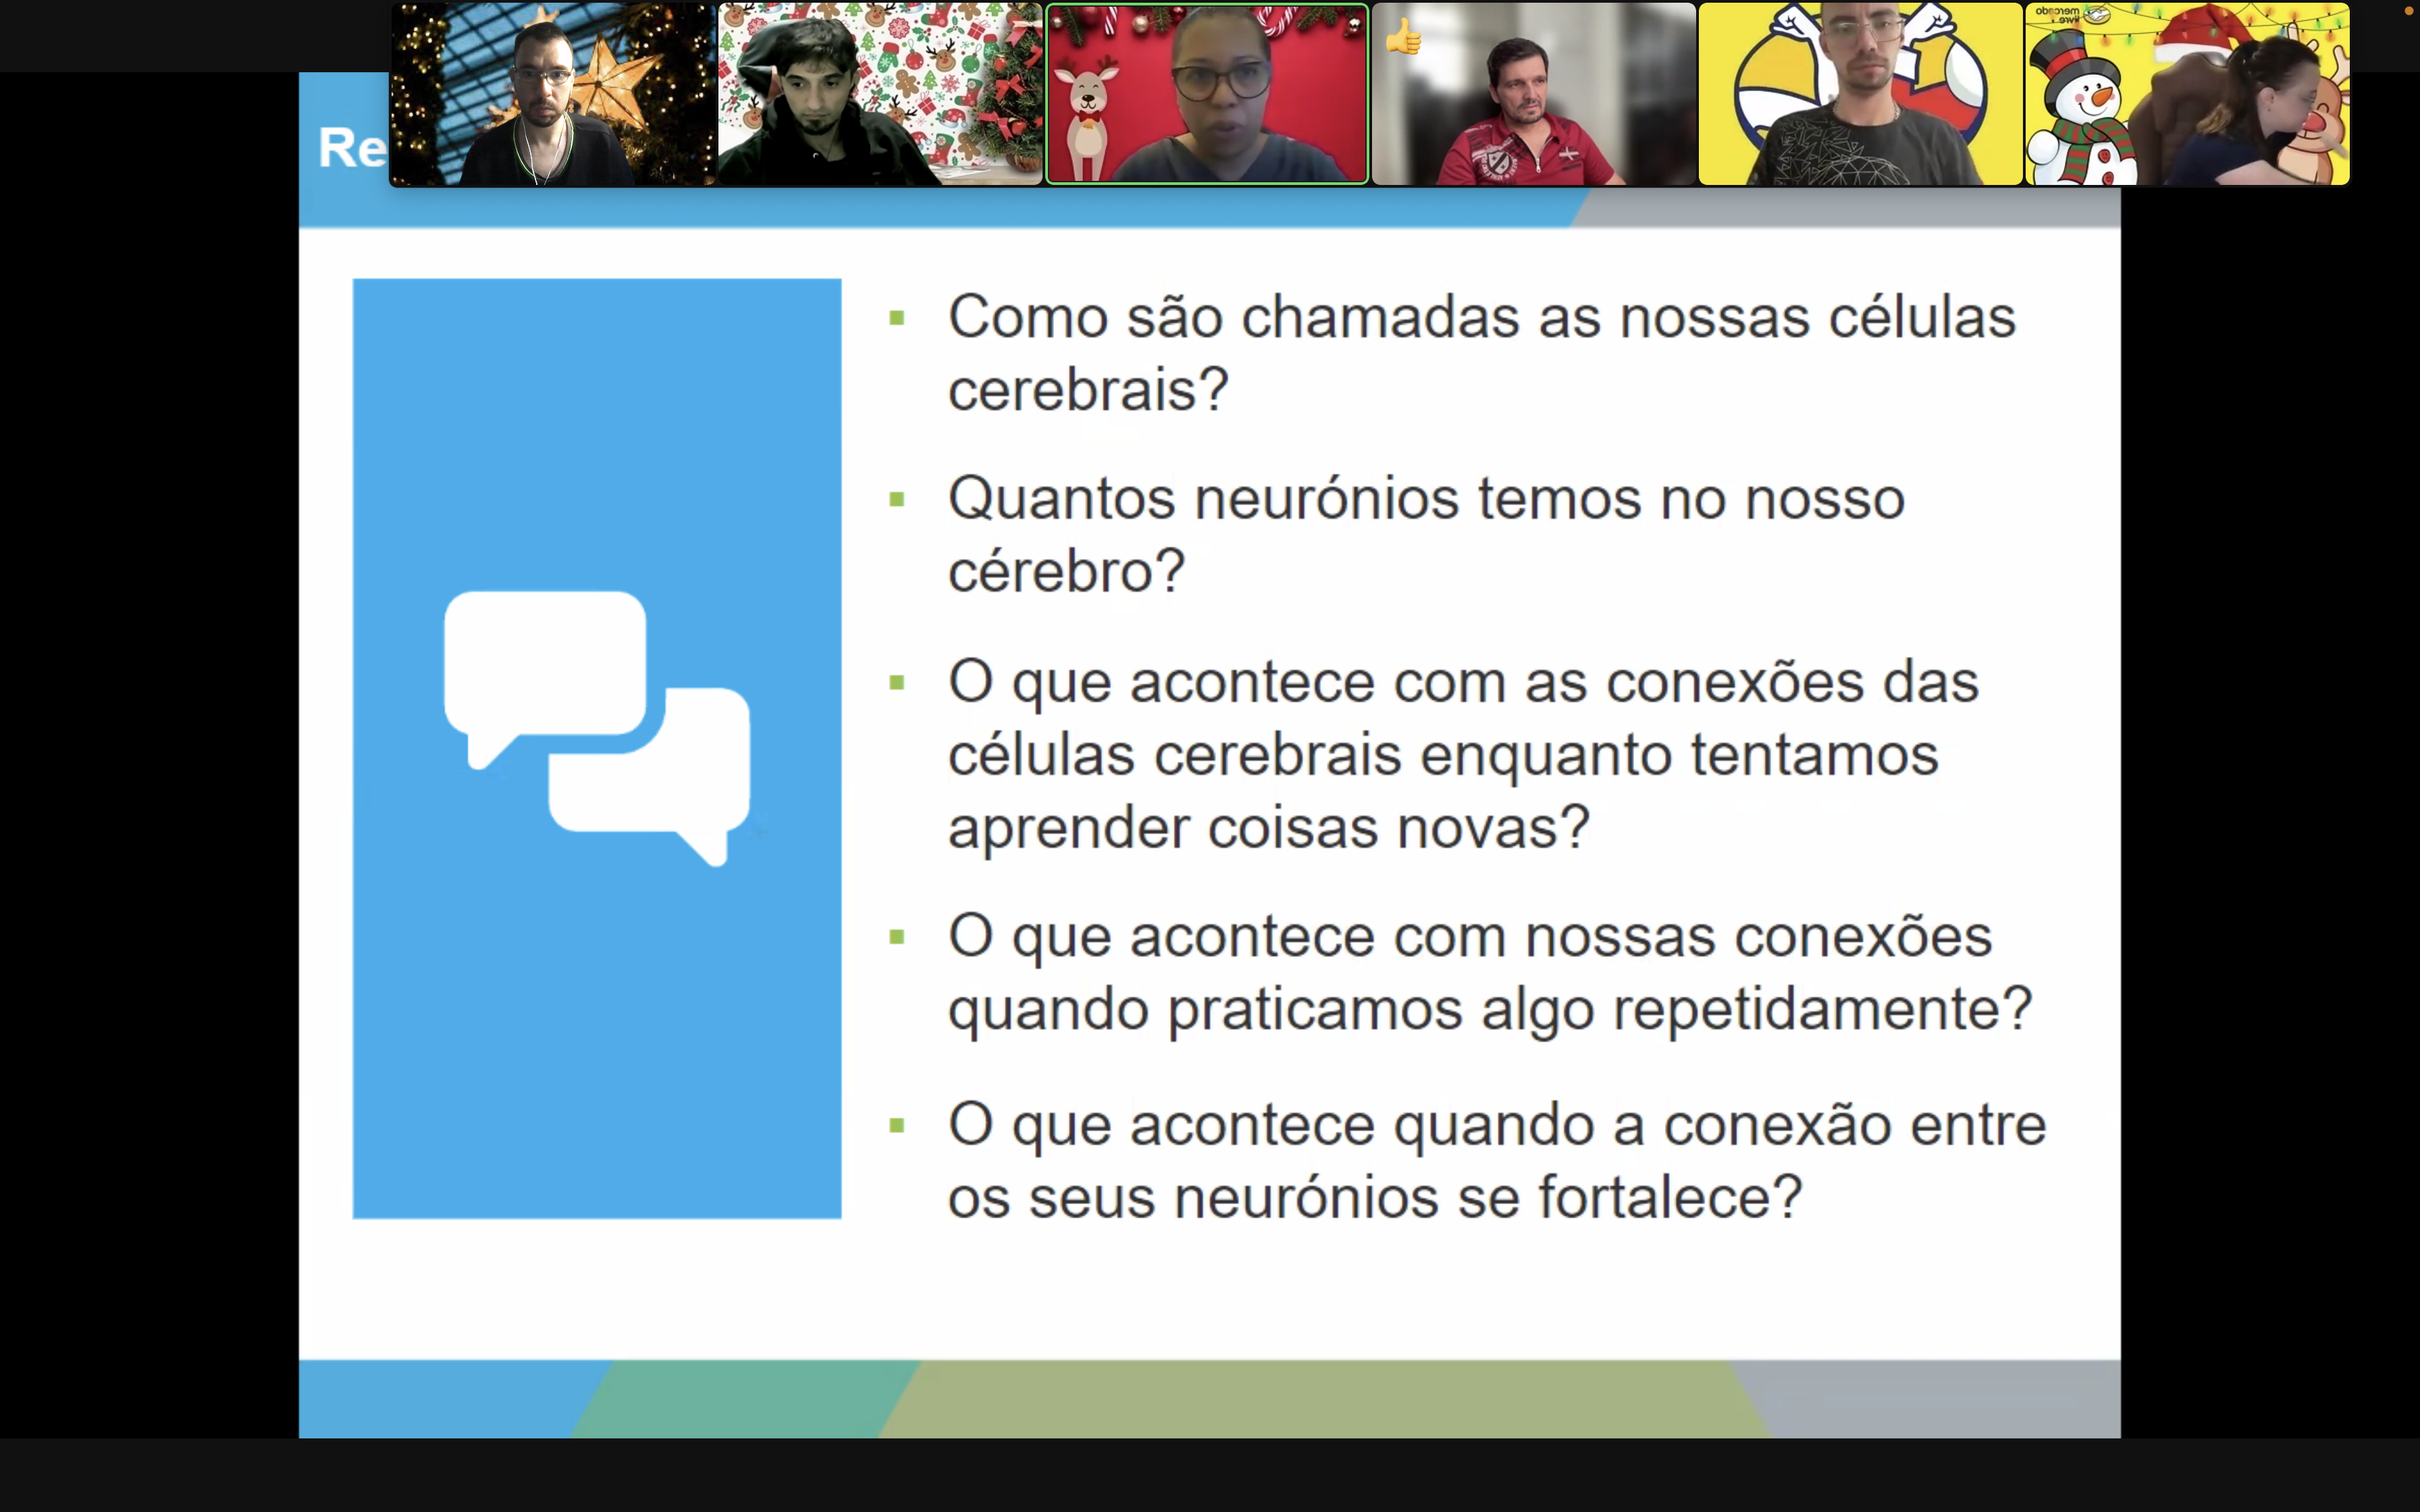 Re
Como são chamadas as nossas células
cerebrais?
Quantos neurónios temos no nosso
cérebro?
O que acontece com as conexões das
células cerebrais enquanto tentamos
aprender coisas novas?
O que acontece com nossas conexões
quando praticamos algo repetidamente?
O que acontece quando a conexão entre
os seus neurónios se fortalece?
mercado
livre